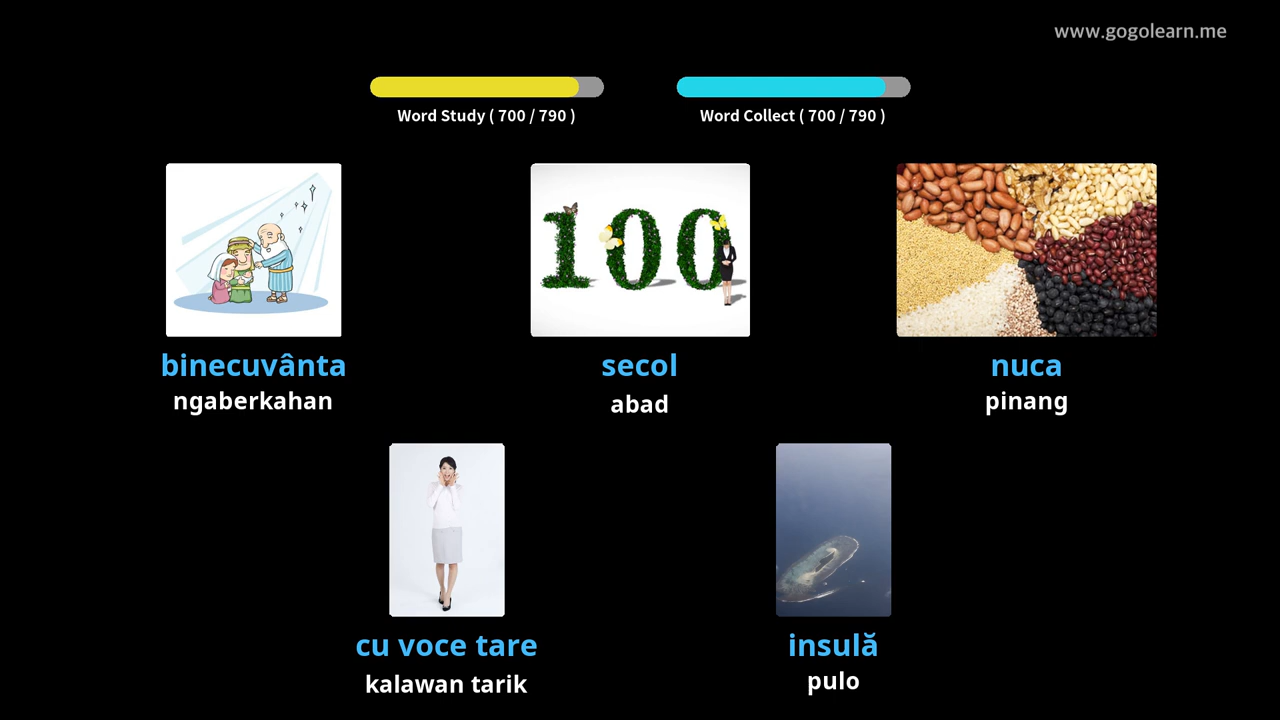 www.gogolearn.me
Word Study ( 700 / 790 )
Word Collect ( 700 / 790 )
binecuvânta
ngaberkahan
secol
abad
nuca
pinang
cu voce tare
kalawan tarik
insulă
pulo